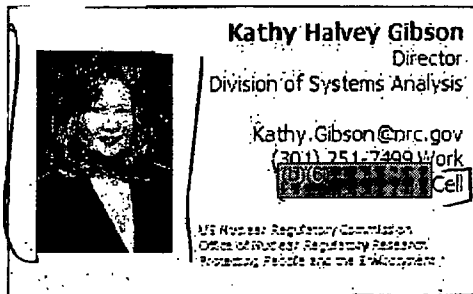 Kathy Halvey Gibson
Director
Division of Systems Analysis
Kathy.Gibson@nrc.gov
(301) 251-7499 Work
Cell
US Nuclear Regulatory Commission
Office of Nuclear Regulatory Research
"Protecting People and the Environment"